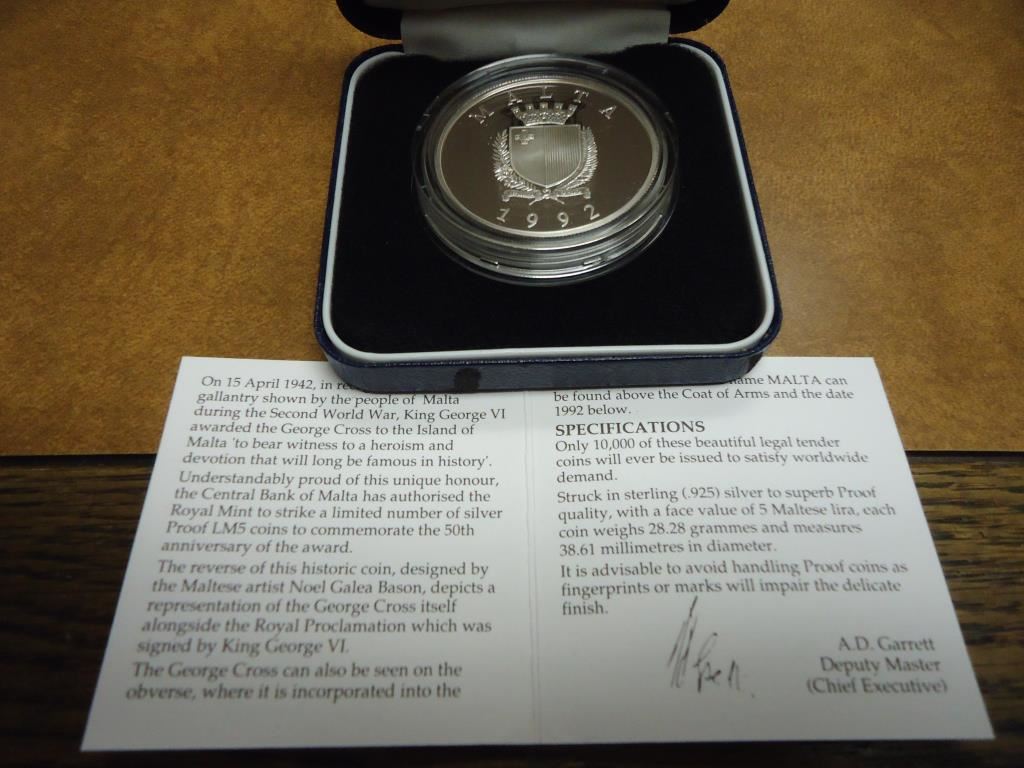 MALTA
1992
On 15 April 1942, in
gallantry shown by the people of Malta
during the Second World War, King George VI
awarded the George Cross to the Island of
Malta 'to bear witness to a heroism and
devotion that will long be famous in history'.
Understandably proud of this unique honour,
the Central Bank of Malta has authorised the
Royal Mint to strike a limited number of silver
Proof LM5 coins to commemorate the 50th
anniversary of the award.
The reverse of this historic coin, designed by
the Maltese artist Noel Galea Bason, depicts a
representation of the George Cross itself
alongside the Royal Proclamation which was
signed by King George VI.
The George Cross can also be seen on the
obverse, where it is incorporated into the
name MALTA can
be found above the Coat of Arms and the date
1992 below.
SPECIFICATIONS
Only 10,000 of these beautiful legal tender
coins will ever be issued to satisfy worldwide
demand.
Struck in sterling (.925) silver to superb Proof
quality, with a face value of 5 Maltese lira, each
coin weighs 28.28 grammes and measures
38.61 millimetres in diameter.
It is advisable to avoid handling Proof coins as
fingerprints or marks will impair the delicate
finish.
A.D. Garrett
Deputy Master
(Chief Executive)